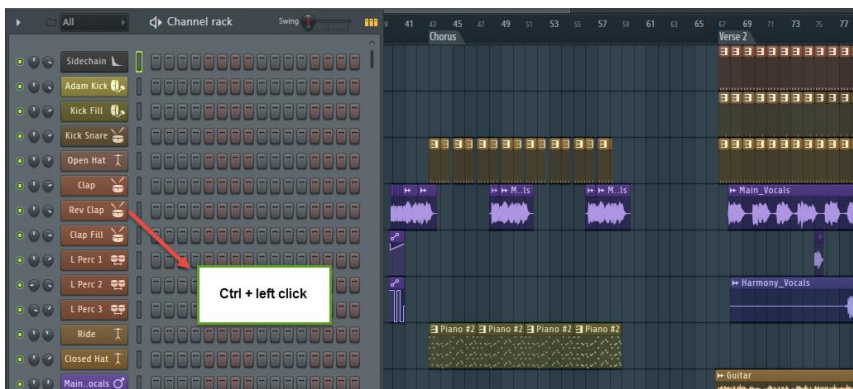 All
Channel rack
Swing
41 43 45 47 49 51 53 55 57 59 61 63 65 67 69 71 73 75 77
Chorus
Verse 2
Sidechain
Adam Kick
Kick Fill
Kick Snare
Open Hat
Clap
M..ls
M..ls
Main_Vocals
Rev Clap
Clap Fill
L Perc 1
L Perc 2
Harmony_Vocals
Ctrl + left click
L Perc 3
Ride
Piano #2 Piano #2 Piano #2 Piano #2
Closed Hat
Main..ocals
Guitar